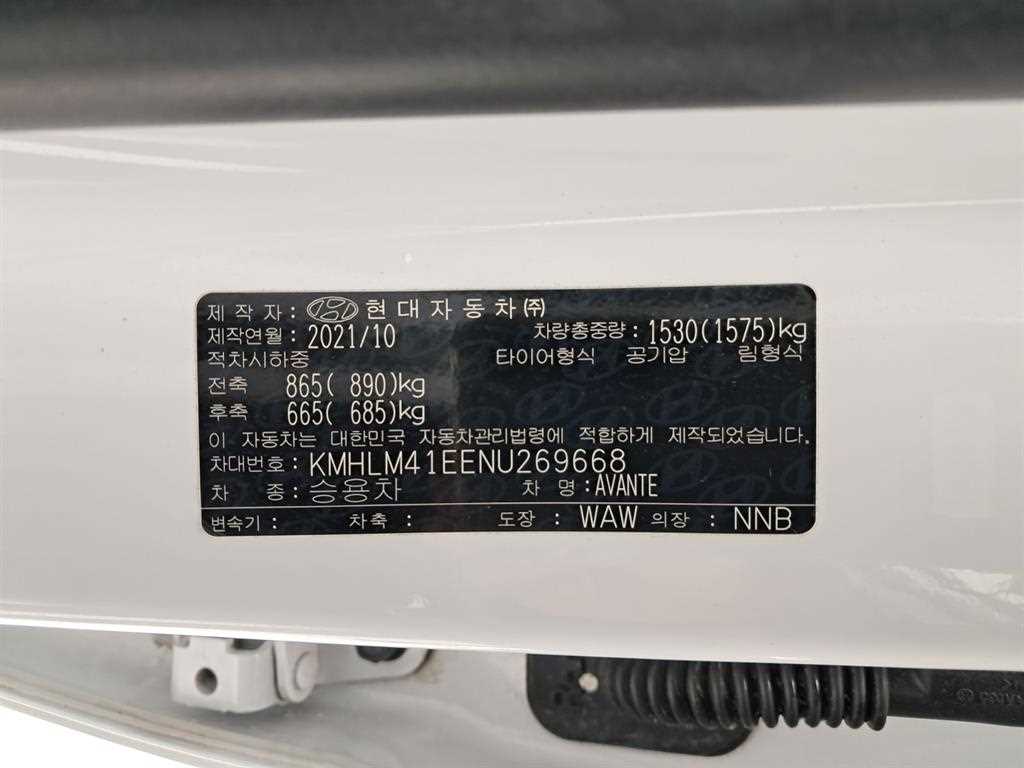 제 작 자 : 현대자동차㈜
제작연월 : 2021/10 차량총중량 : 1530(1575)kg
적차시하중 타이어형식 공기압 림형식
전축 865( 890)kg
후축 665( 685)kg
이 자동차는 대한민국 자동차관리법령에 적합하게 제작되었습니다.
차대번호 : KMHLM41EENU269668
차 종 : 승용차 차 명 : AVANTE
변속기 : 차축 : 도장 : WAW 의장 : NNB